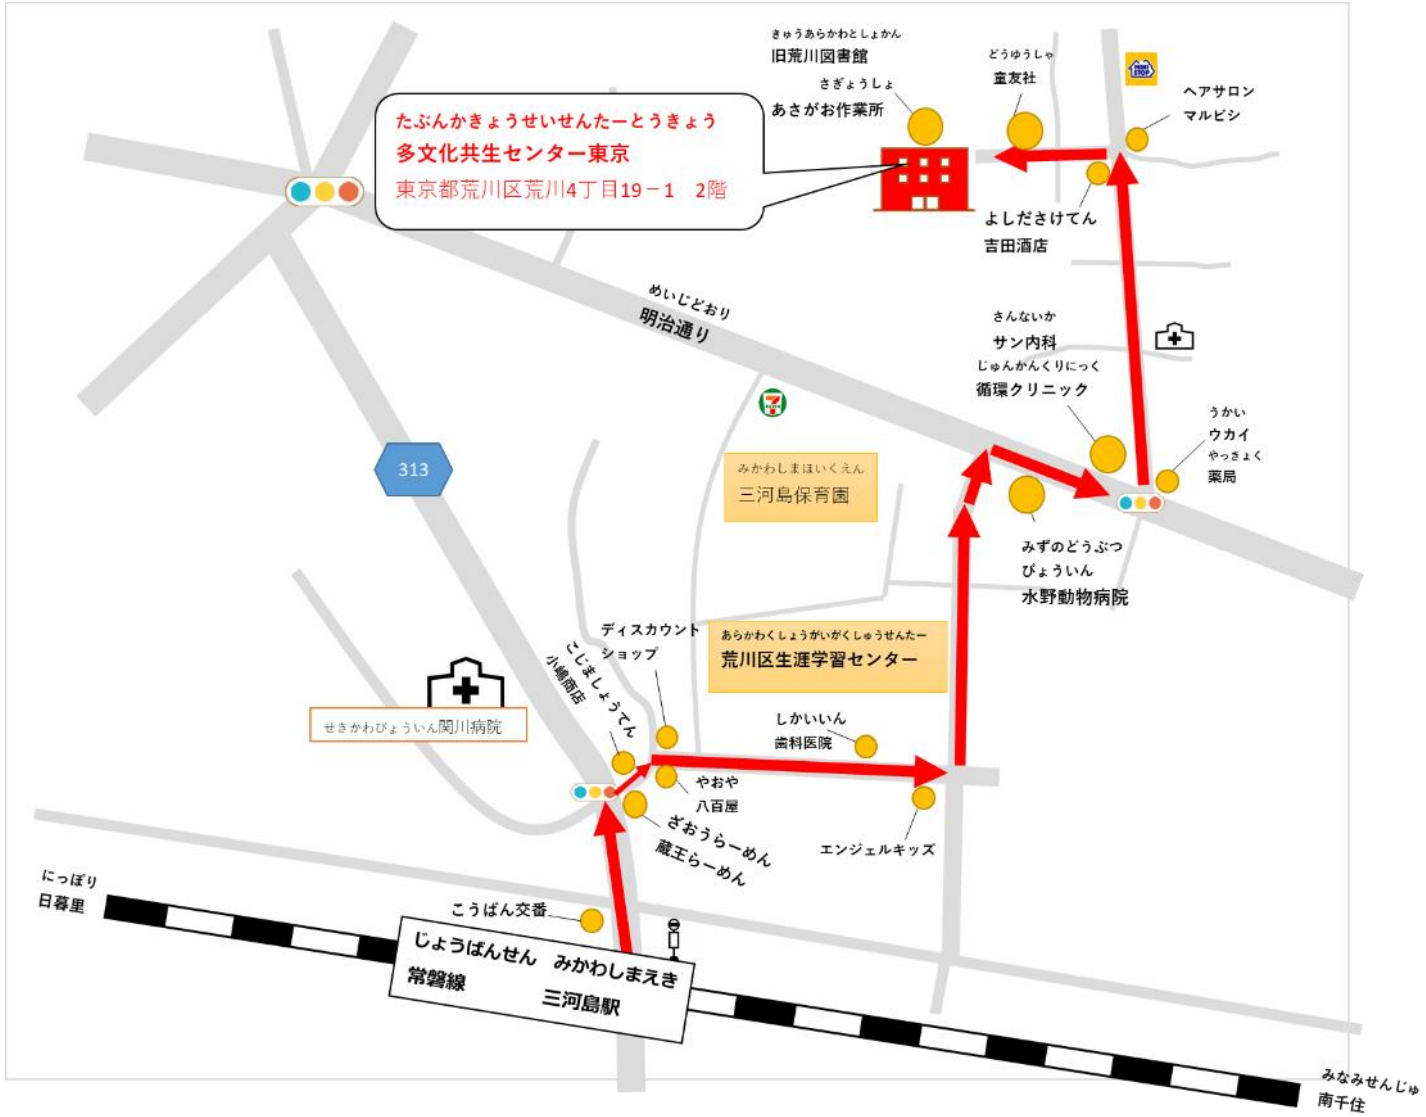 きゅうあらかわとしょかん
旧荒川図書館
さぎょうしょ
あさがお作業所
どうゆうしゃ
童友社
MINI
STOP
ヘアサロン
マルビシ
たぶんかきょうせいせんたーとうきょう
多文化共生センター東京
東京都荒川区荒川4丁目19－1　2階
よしださけてん
吉田酒店
めいじどおり
明治通り
さんないか
サン内科
じゅんかんくりにっく
循環クリニック
うかい
ウカイ
やっきょく
薬局
7
313
みかわしまほいくえん
三河島保育園
みずのどうぶつ
びょういん
水野動物病院
あらかわくしょうがいがくしゅうせんたー
荒川区生涯学習センター
ディスカウント
ショップ
こじましょうてん
小嶋商店
せきかわびょういん関川病院
しかいいん
歯科医院
やおや
八百屋
ざおうらーめん
蔵王らーめん
エンジェルキッズ
にっぽり
日暮里
こうばん交番
じょうばんせん　みかわしまえき
常磐線　三河島駅
みなみせんじゅ
南千住